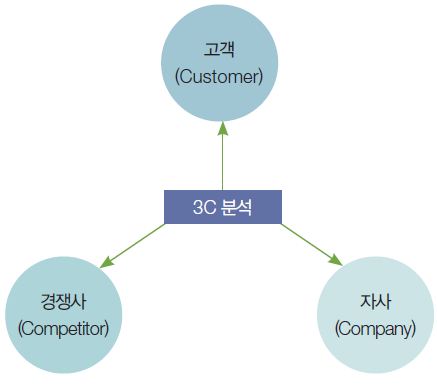 고객
(Customer)
3C 분석
경쟁사
(Competitor)
자사
(Company)